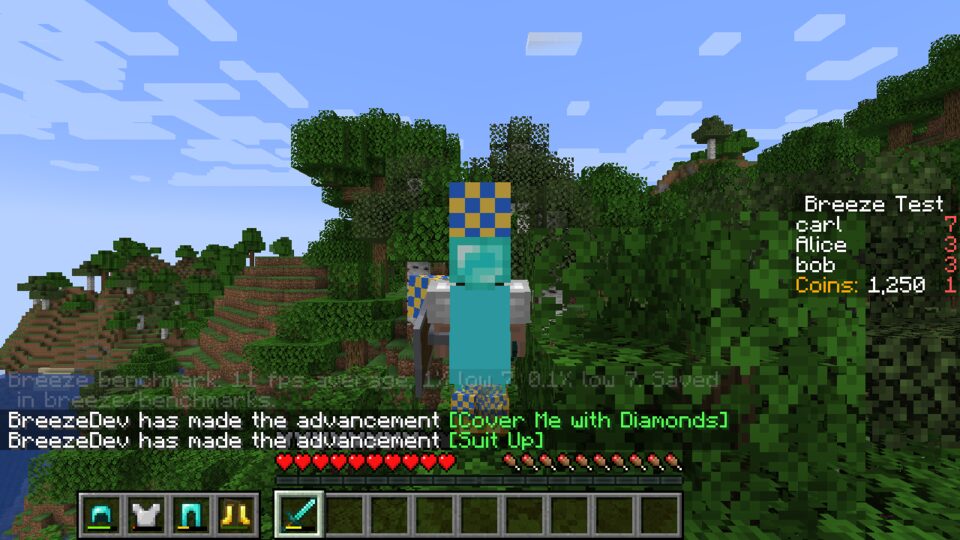 Breeze Test
carl 7
Alice 3
bob 3
Coins: 1,250 1
Breeze benchmark: 11 fps average, 1% low 7, 0.1% low 7. Saved
in breeze/benchmarks
BreezeDev has made the advancement [Cover Me with Diamonds]
BreezeDev has made the advancement [Suit Up]